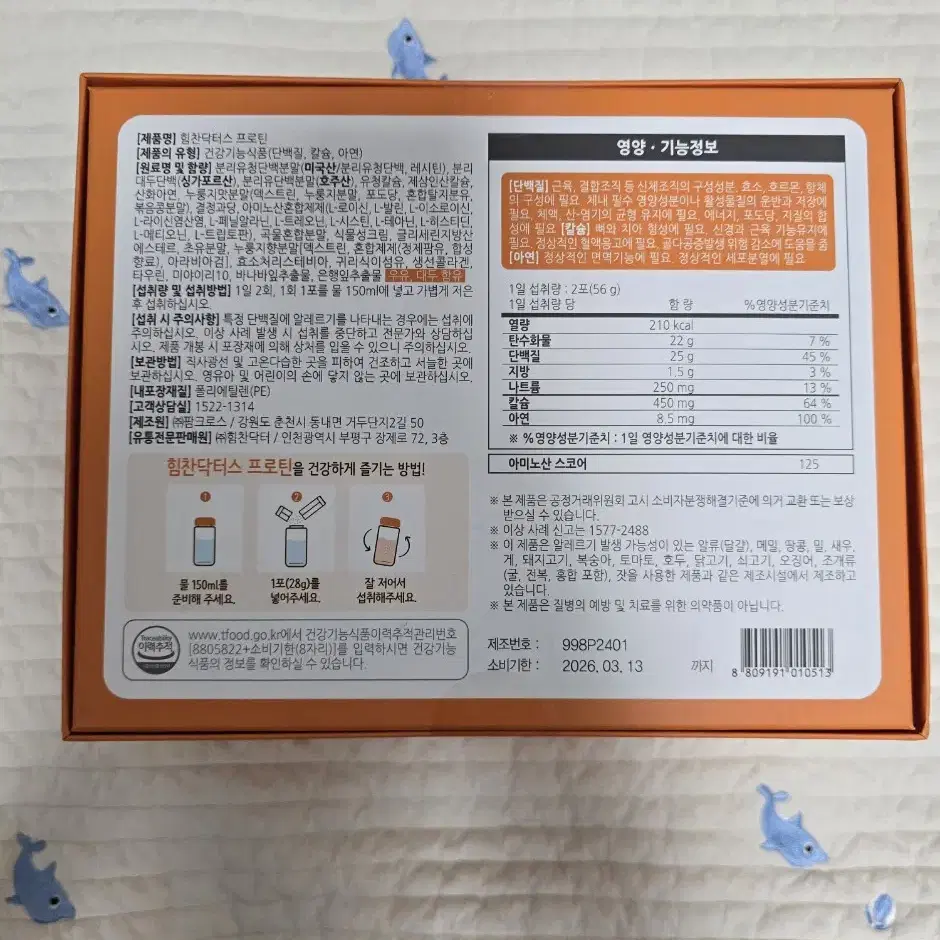 [제품명] 힘찬닥터스 프로틴
[제품의 유형] 건강기능식품(단백질, 칼슘, 아연)
[원료명 및 함량] 분리유청단백분말(미국산/분리유청단백, 레시틴), 분리
대두단백(싱가포르산), 분리유단백분말(호주산), 유청칼슘, 제삼인산칼슘,
산화아연, 누룽지맛분말(덱스트린, 누룽지분말, 포도당, 혼합탈지분유,
볶음콩분말), 결정과당, 아미노산혼합제제(L-로이신, L-발린, L-이소로이신,
L-라이신염산염, L-페닐알라닌, L-트레오닌, L-시스틴, L-테아닌, L-히스티딘,
L-메티오닌, L-트립토판), 곡물혼합분말, 식물성크림, 글리세린지방산
에스테르, 초유분말, 누룽지향분말[덱스트린, 혼합제제(정제팜유, 합성
향료), 아라비아검], 효소처리스테비아, 귀리식이섬유, 생선콜라겐,
타우린, 미야이리10, 바나바잎추출물, 은행잎추출물 우유, 대두 함유
[섭취량 및 섭취방법] 1일 2회, 1회 1포를 물 150ml에 넣고 가볍게 저은
후 섭취하십시오.
[섭취 시 주의사항] 특정 단백질에 알레르기를 나타내는 경우에는 섭취에
주의하십시오. 이상 사례 발생 시 섭취를 중단하고 전문가와 상담하십
시오. 제품 개봉 시 포장재에 의해 상처를 입을 수 있으니 주의하십시오.
[보관방법] 직사광선 및 고온다습한 곳을 피하여 건조하고 서늘한 곳에
보관하십시오. 영유아 및 어린이의 손에 닿지 않는 곳에 보관하십시오.
[내포장재질] 폴리에틸렌(PE)
[고객상담실] 1522-1314
[제조원] ㈜팜크로스 / 강원도 춘천시 동내면 거두단지2길 50
[유통전문판매원] ㈜힘찬닥터 / 인천광역시 부평구 장제로 72, 3층
힘찬닥터스 프로틴을 건강하게 즐기는 방법!
1 2 3
물 150ml를
준비해 주세요.
1포(28g)를
넣어주세요.
잘 저어서
섭취해주세요.
Traceability
이력추적
www.tfood.go.kr에서 건강기능식품이력추적관리번호
[8805822+소비기한(8자리)]를 입력하시면 건강기능
식품의 정보를 확인하실 수 있습니다.
영양 · 기능정보
[단백질] 근육, 결합조직 등 신체조직의 구성성분, 효소, 호르몬, 항체
의 구성에 필요. 체내 필수 영양성분이나 활성물질의 운반과 저장에
필요. 체액, 산-염기의 균형 유지에 필요. 에너지, 포도당, 지질의 합
성에 필요 [칼슘] 뼈와 치아 형성에 필요. 신경과 근육 기능유지에
필요. 정상적인 혈액응고에 필요. 골다공증발생 위험 감소에 도움을 줌
[아연] 정상적인 면역기능에 필요. 정상적인 세포분열에 필요
1일 섭취량 : 2포(56 g)
1일 섭취량 당 함 량 %영양성분기준치
열량 210 kcal
탄수화물 22 g 7 %
단백질 25 g 45 %
지방 1.5 g 3 %
나트륨 250 mg 13 %
칼슘 450 mg 64 %
아연 8.5 mg 100 %
※ %영양성분기준치 : 1일 영양성분기준치에 대한 비율
아미노산 스코어 125
※ 본 제품은 공정거래위원회 고시 소비자분쟁해결기준에 의거 교환 또는 보상
받으실 수 있습니다.
※ 이상 사례 신고는 1577-2488
※ 이 제품은 알레르기 발생 가능성이 있는 알류(달걀), 메밀, 땅콩, 밀, 새우,
게, 돼지고기, 복숭아, 토마토, 호두, 닭고기, 쇠고기, 오징어, 조개류
(굴, 전복, 홍합 포함), 잣을 사용한 제품과 같은 제조시설에서 제조하고
있습니다.
※ 본 제품은 질병의 예방 및 치료를 위한 의약품이 아닙니다.
제조번호 : 998P2401
소비기한 : 2026. 03. 13 까지
8 809191 010513